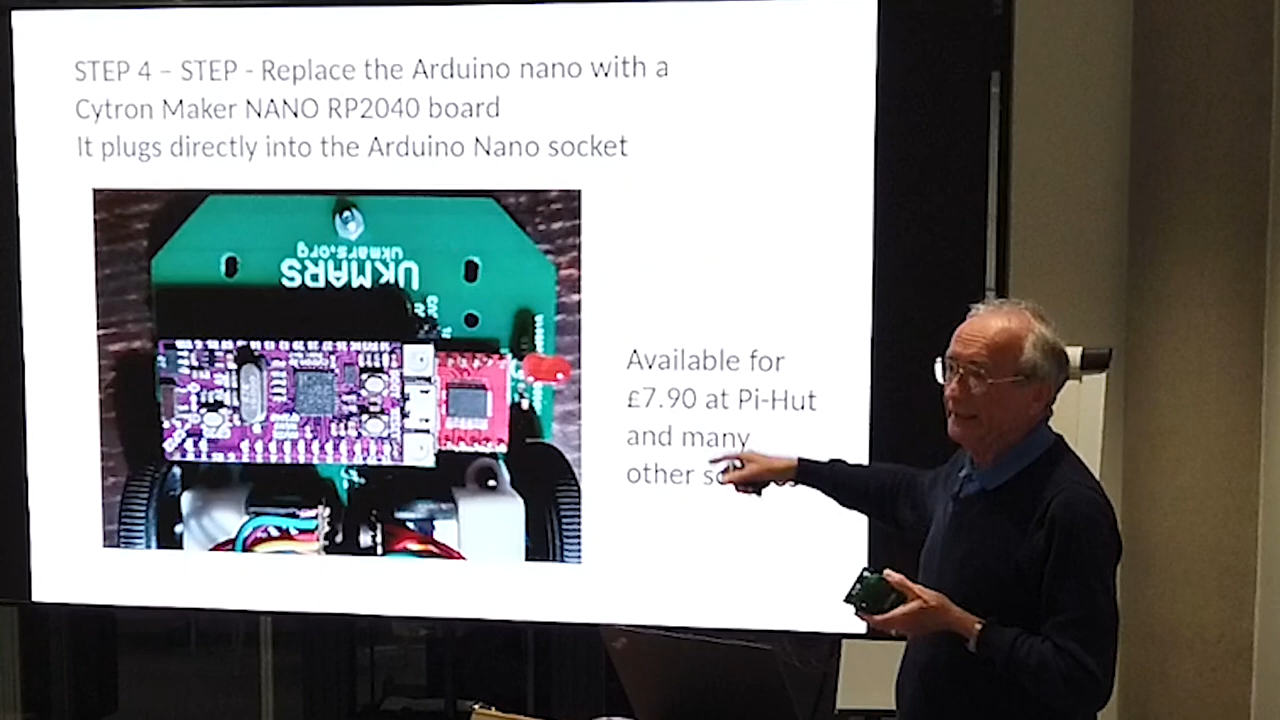 STEP 4 – STEP - Replace the Arduino nano with a
Cytron Maker NANO RP2040 board
It plugs directly into the Arduino Nano socket
ukmars.org
UKMARS
Available for
£7.90 at Pi-Hut
and many
other